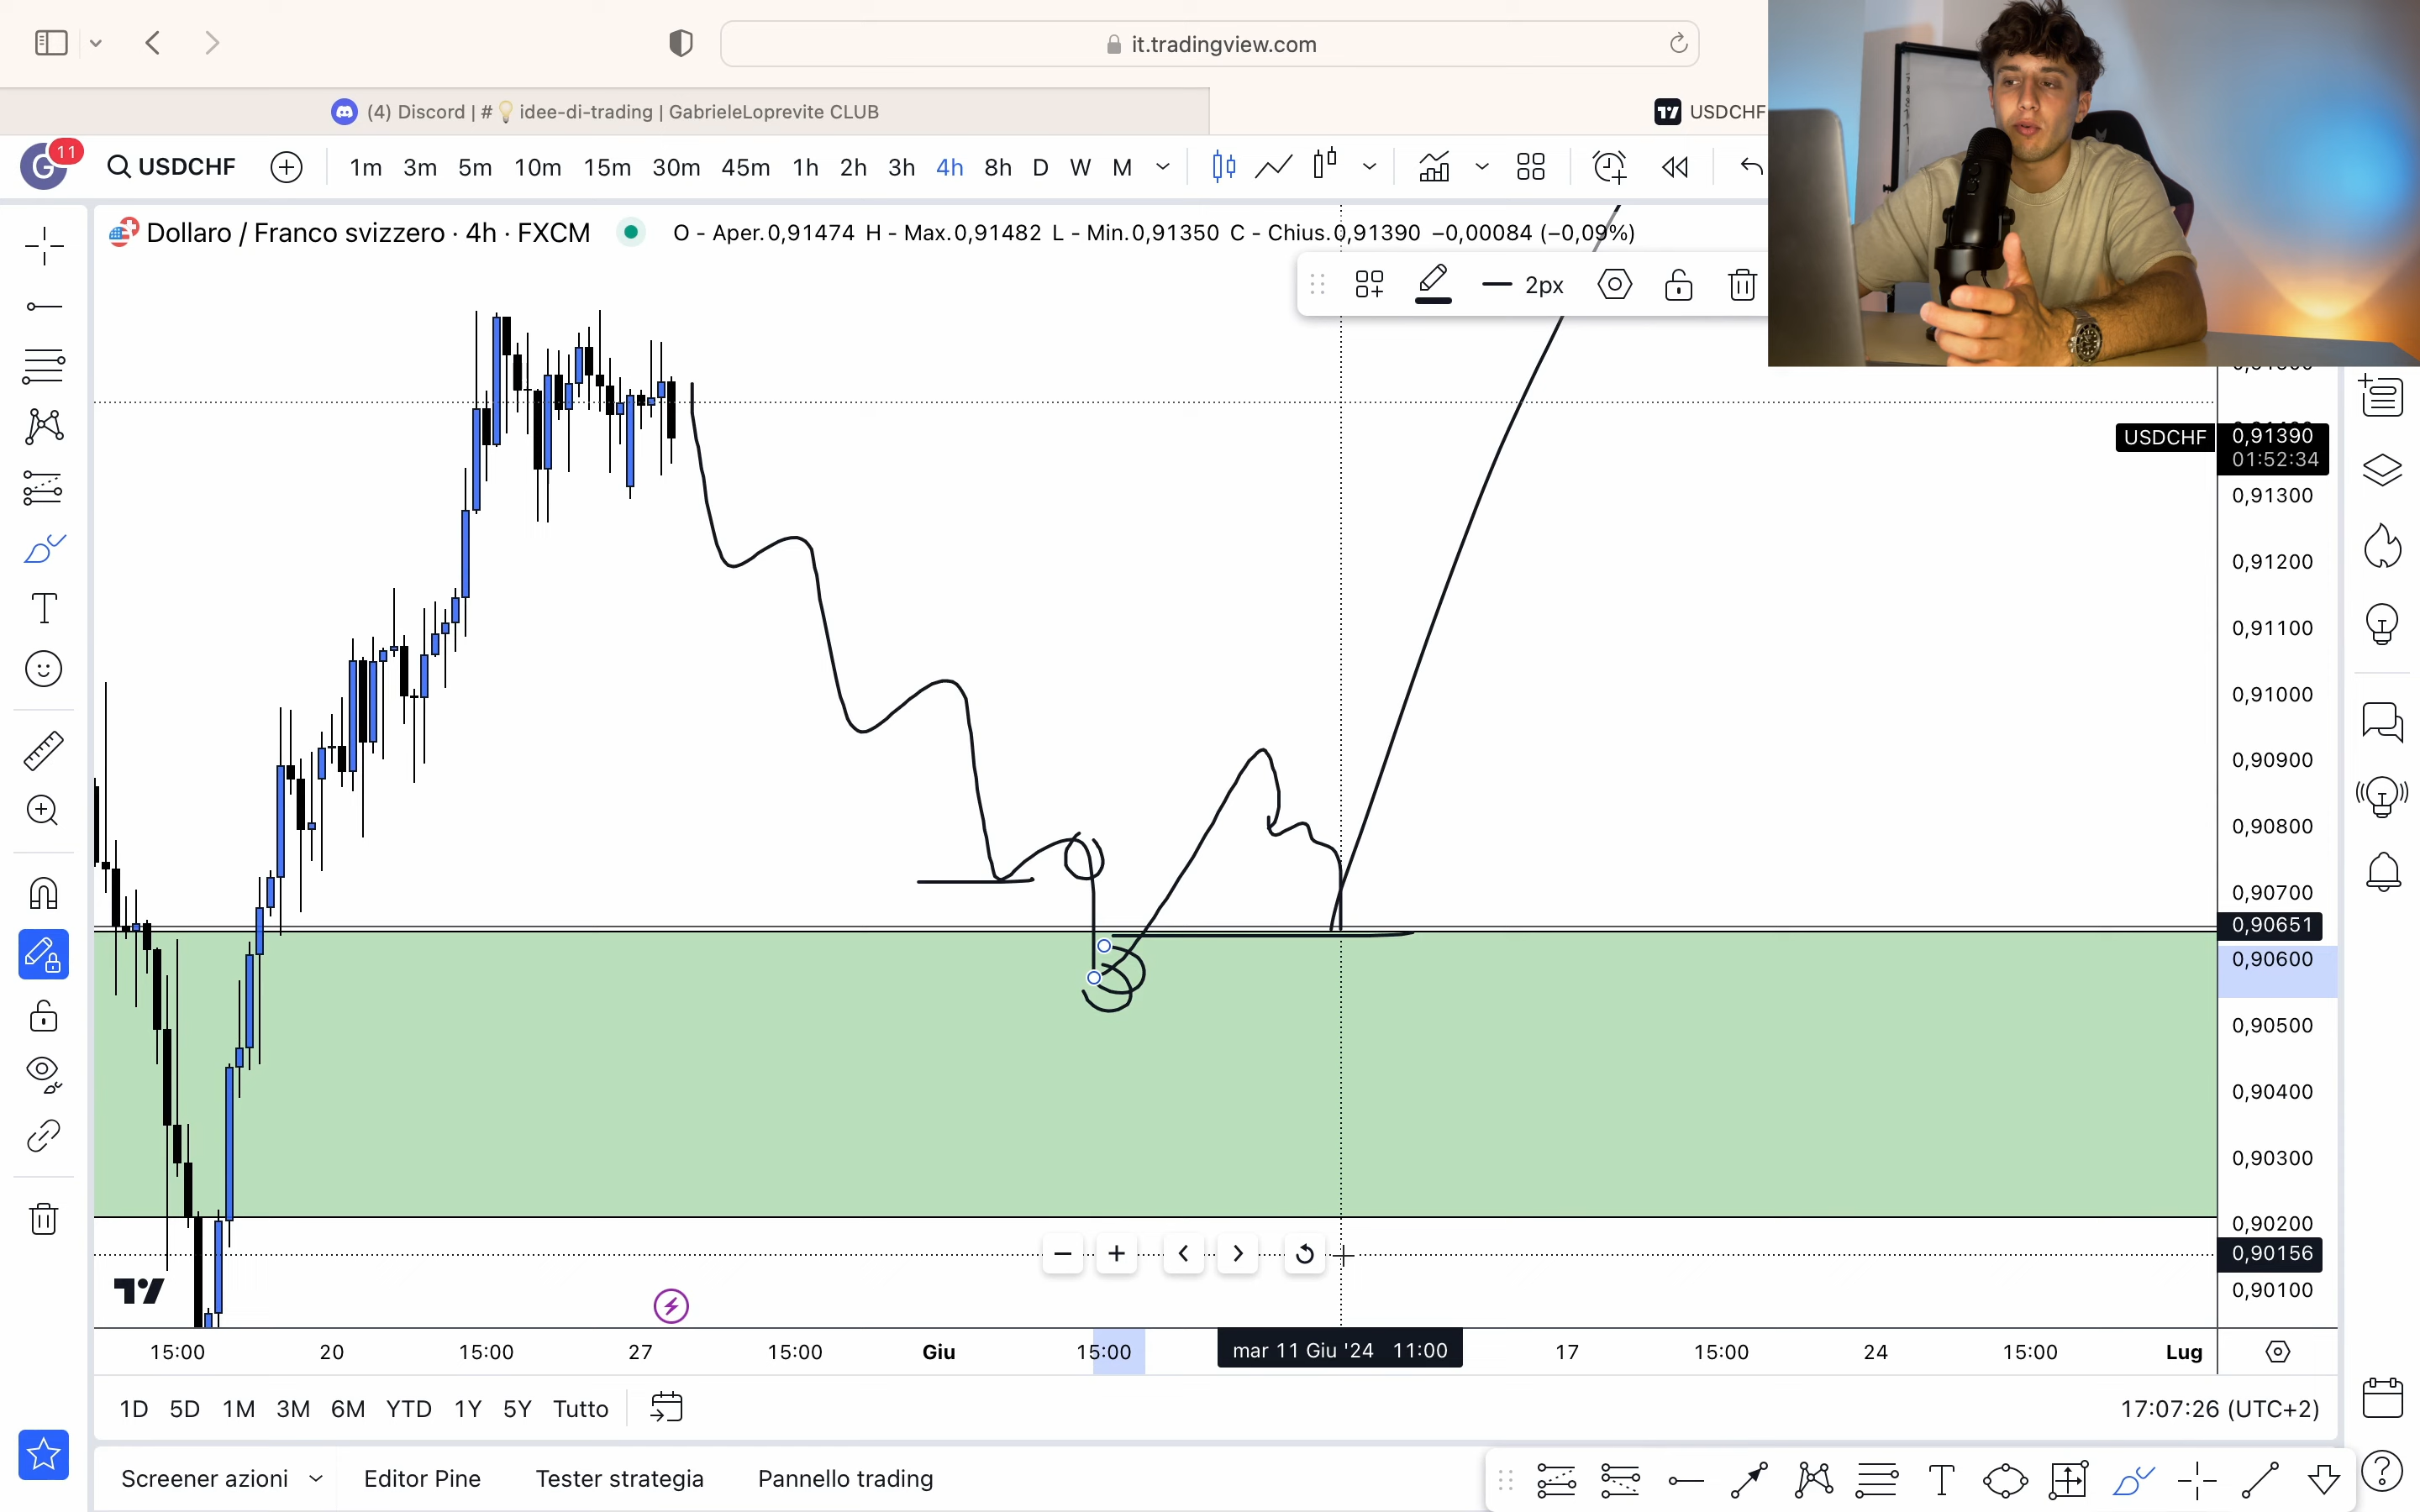 it.tradingview.com
(4) Discord | #💡idee-di-trading | GabrieleLoprevite CLUB
USDCHF
G 11 USDCHF 1m 3m 5m 10m 15m 30m 45m 1h 2h 3h 4h 8h D W M
Dollaro / Franco svizzero · 4h · FXCM O - Aper.0,91474 H - Max.0,91482 L - Min.0,91350 C - Chius.0,91390 −0,00084 (−0,09%)
2px
USDCHF 0,91390
01:52:34
0,91300
0,91200
0,91100
0,91000
0,90900
0,90800
0,90700
0,90651
0,90600
0,90500
0,90400
0,90300
0,90200
0,90156
0,90100
15:00 20 15:00 27 15:00 Giu 15:00 mar 11 Giu '24 11:00 17 15:00 24 15:00 Lug
1D 5D 1M 3M 6M YTD 1Y 5Y Tutto 17:07:26 (UTC+2)
Screener azioni Editor Pine Tester strategia Pannello trading